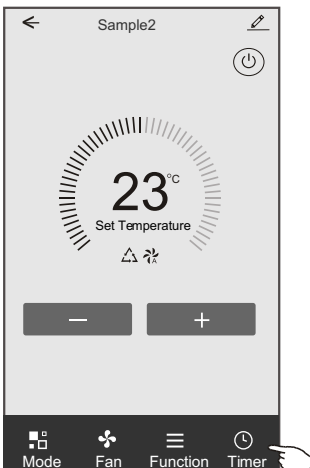 Sample2
23°C
Set Temperature
A
Mode Fan Function Timer